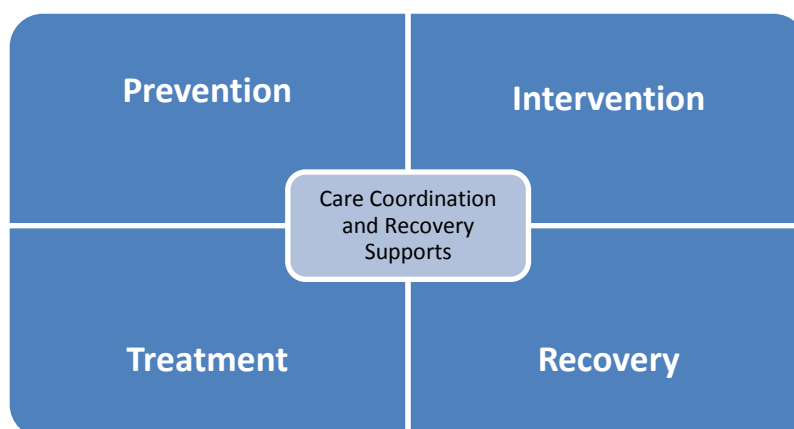 Prevention
Intervention
Care Coordination
and Recovery
Supports
Treatment
Recovery